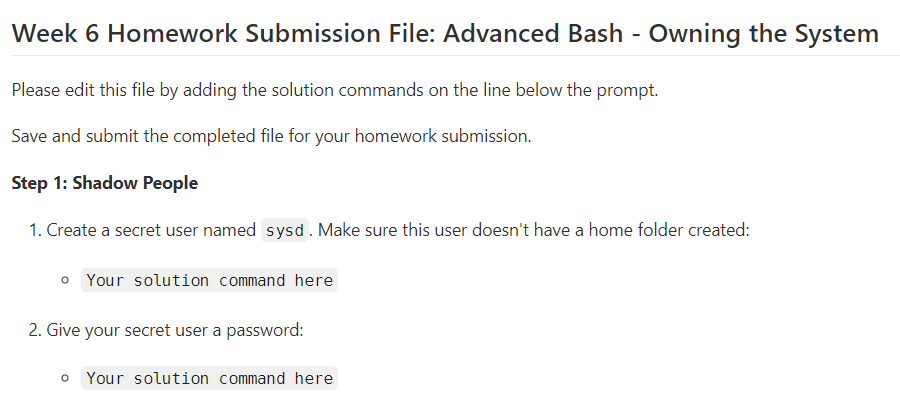 Week 6 Homework Submission File: Advanced Bash - Owning the System
Please edit this file by adding the solution commands on the line below the prompt.
Save and submit the completed file for your homework submission.
Step 1: Shadow People
1. Create a secret user named sysd. Make sure this user doesn't have a home folder created:
Your solution command here
2. Give your secret user a password:
Your solution command here